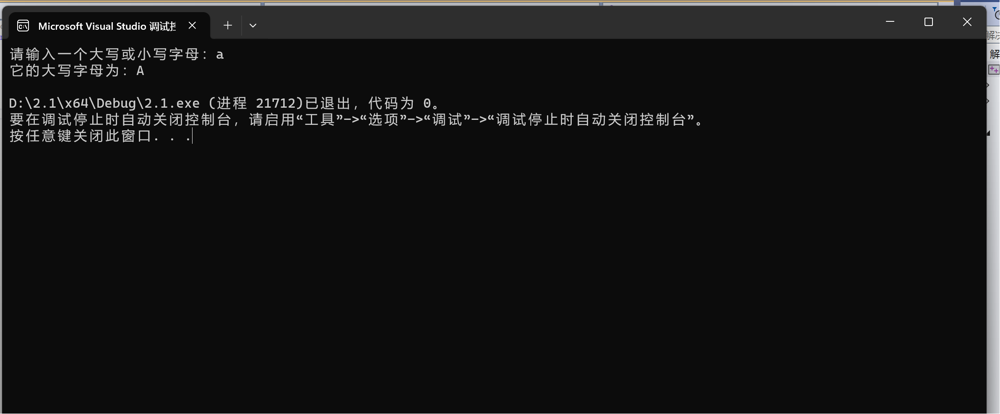 Microsoft Visual Studio 调试控
请输入一个大写或小写字母：a
它的大写字母为：A
D:\2.1\x64\Debug\2.1.exe (进程 21712)已退出，代码为 0。
要在调试停止时自动关闭控制台，请启用“工具”->“选项”->“调试”->“调试停止时自动关闭控制台”。
按任意键关闭此窗口. . .
解决
解